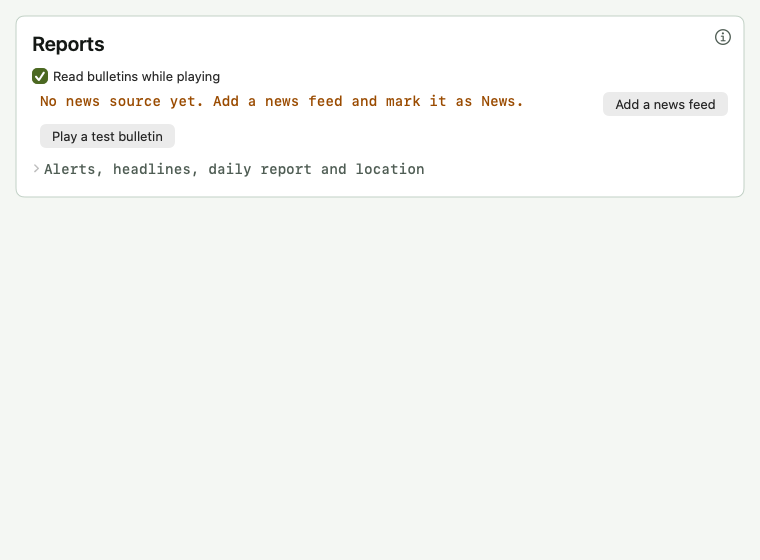 Reports
Read bulletins while playing
No news source yet. Add a news feed and mark it as News.
Add a news feed
Play a test bulletin
Alerts, headlines, daily report and location